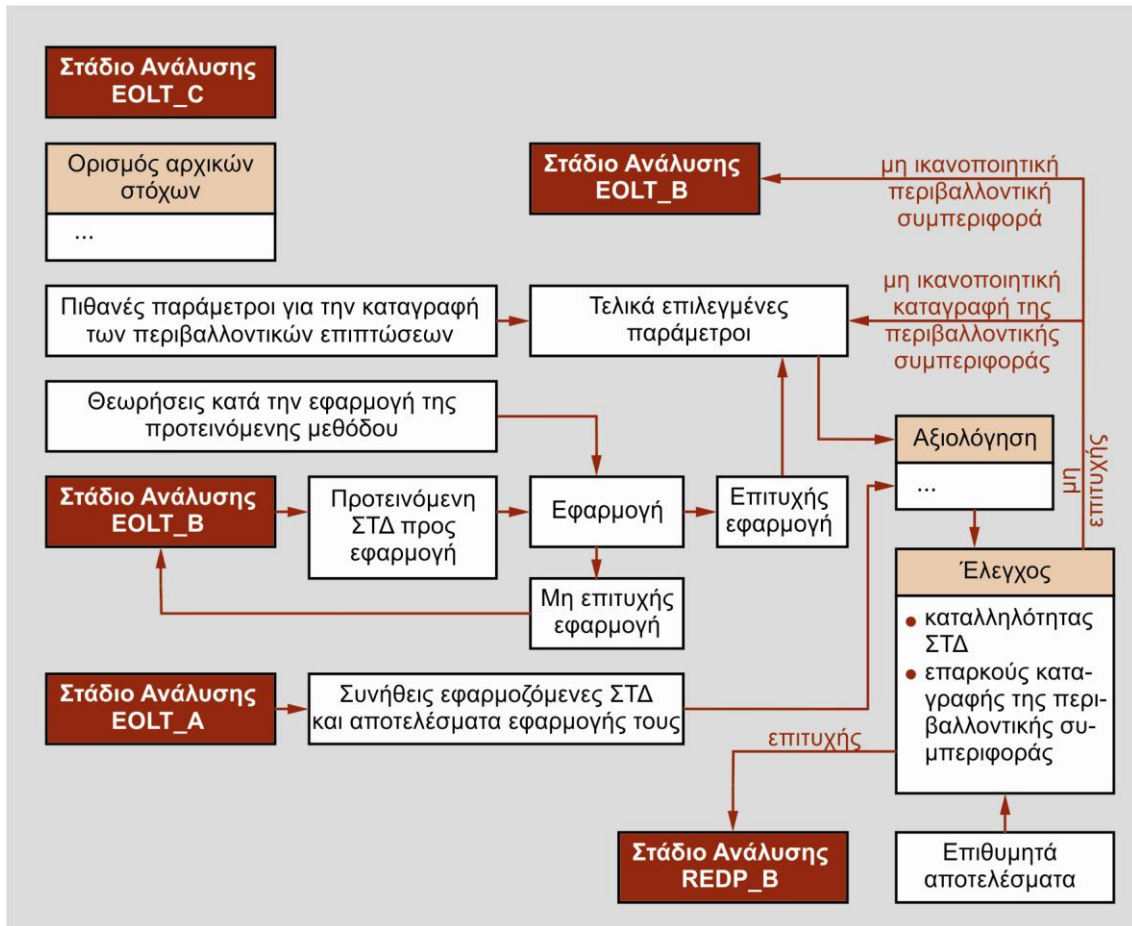 Στάδιο Ανάλυσης
EOLT_C
Ορισμός αρχικών
στόχων
...
Στάδιο Ανάλυσης
EOLT_B
μη ικανοποιητική
περιβαλλοντική
συμπεριφορά
Πιθανές παράμετροι για την καταγραφή
των περιβαλλοντικών επιπτώσεων
Τελικά επιλεγμένες
παράμετροι
μη ικανοποιητική
καταγραφή της
περιβαλλοντικής
συμπεριφοράς
Θεωρήσεις κατά την εφαρμογή της
προτεινόμενης μεθόδου
Αξιολόγηση
...
μη
επιτυχής
Στάδιο Ανάλυσης
EOLT_B
Προτεινόμενη
ΣΤΔ προς
εφαρμογή
Εφαρμογή
Επιτυχής
εφαρμογή
Μη επιτυχής
εφαρμογή
Έλεγχος
• καταλληλότητας
ΣΤΔ
• επαρκούς κατα-
γραφής της περι-
βαλλοντικής συ-
μπεριφοράς
Στάδιο Ανάλυσης
EOLT_A
Συνήθεις εφαρμοζόμενες ΣΤΔ
και αποτελέσματα εφαρμογής τους
επιτυχής
Στάδιο Ανάλυσης
REDP_B
Επιθυμητά
αποτελέσματα